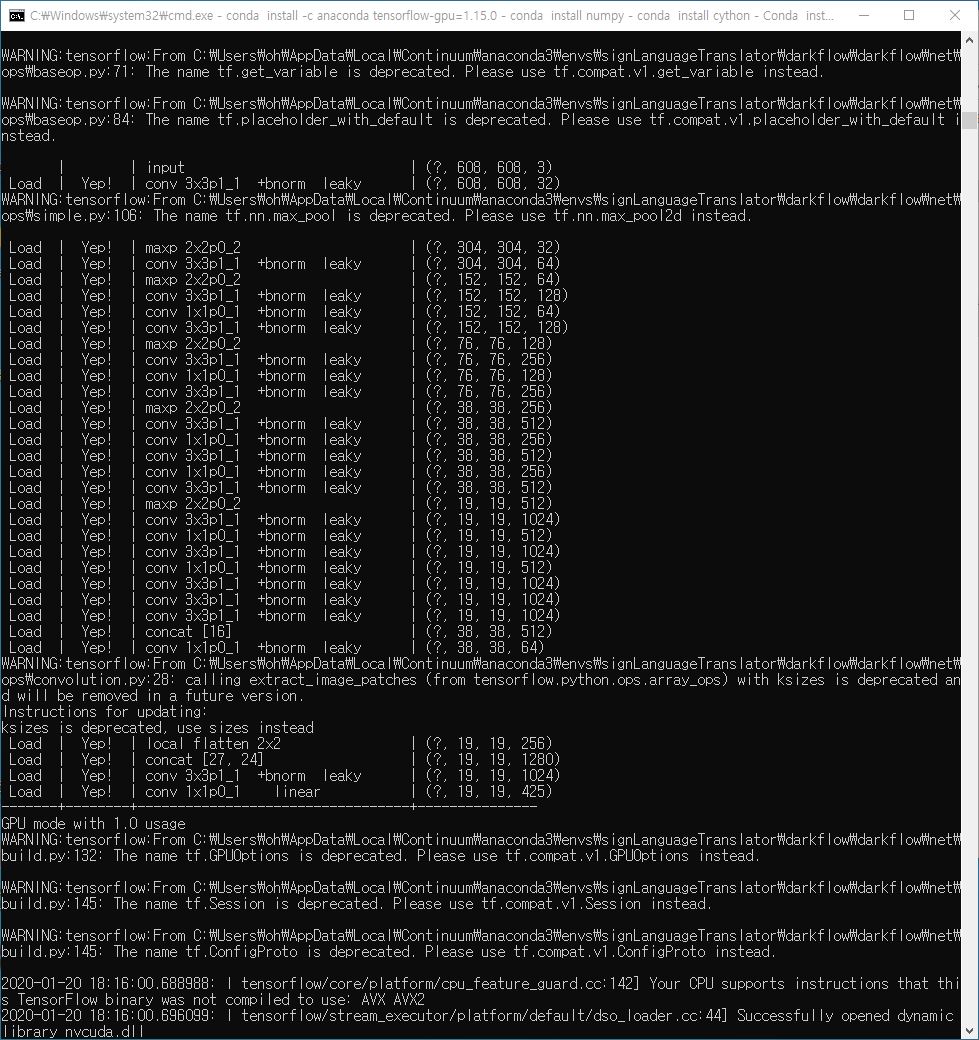 C:₩Windows₩system32₩cmd.exe - conda  install -c anaconda tensorflow-gpu=1.15.0 - conda  install numpy - conda  install cython - Conda  inst...
WARNING:tensorflow:From C:₩Users₩oh₩AppData₩Local₩Continuum₩anaconda3₩envs₩signLanguageTranslator₩darkflow₩darkflow₩net₩
ops₩baseop.py:71: The name tf.get_variable is deprecated. Please use tf.compat.v1.get_variable instead.
WARNING:tensorflow:From C:₩Users₩oh₩AppData₩Local₩Continuum₩anaconda3₩envs₩signLanguageTranslator₩darkflow₩darkflow₩net₩
ops₩baseop.py:84: The name tf.placeholder_with_default is deprecated. Please use tf.compat.v1.placeholder_with_default i
nstead.
       |        | input                            | (?, 608, 608, 3)
 Load  |  Yep!  | conv 3x3p1_1  +bnorm  leaky      | (?, 608, 608, 32)
WARNING:tensorflow:From C:₩Users₩oh₩AppData₩Local₩Continuum₩anaconda3₩envs₩signLanguageTranslator₩darkflow₩darkflow₩net₩
ops₩simple.py:106: The name tf.nn.max_pool is deprecated. Please use tf.nn.max_pool2d instead.
 Load  |  Yep!  | maxp 2x2p0_2                     | (?, 304, 304, 32)
 Load  |  Yep!  | conv 3x3p1_1  +bnorm  leaky      | (?, 304, 304, 64)
 Load  |  Yep!  | maxp 2x2p0_2                     | (?, 152, 152, 64)
 Load  |  Yep!  | conv 3x3p1_1  +bnorm  leaky      | (?, 152, 152, 128)
 Load  |  Yep!  | conv 1x1p0_1  +bnorm  leaky      | (?, 152, 152, 64)
 Load  |  Yep!  | conv 3x3p1_1  +bnorm  leaky      | (?, 152, 152, 128)
 Load  |  Yep!  | maxp 2x2p0_2                     | (?, 76, 76, 128)
 Load  |  Yep!  | conv 3x3p1_1  +bnorm  leaky      | (?, 76, 76, 256)
 Load  |  Yep!  | conv 1x1p0_1  +bnorm  leaky      | (?, 76, 76, 128)
 Load  |  Yep!  | conv 3x3p1_1  +bnorm  leaky      | (?, 76, 76, 256)
 Load  |  Yep!  | maxp 2x2p0_2                     | (?, 38, 38, 256)
 Load  |  Yep!  | conv 3x3p1_1  +bnorm  leaky      | (?, 38, 38, 512)
 Load  |  Yep!  | conv 1x1p0_1  +bnorm  leaky      | (?, 38, 38, 256)
 Load  |  Yep!  | conv 3x3p1_1  +bnorm  leaky      | (?, 38, 38, 512)
 Load  |  Yep!  | conv 1x1p0_1  +bnorm  leaky      | (?, 38, 38, 256)
 Load  |  Yep!  | conv 3x3p1_1  +bnorm  leaky      | (?, 38, 38, 512)
 Load  |  Yep!  | maxp 2x2p0_2                     | (?, 19, 19, 512)
 Load  |  Yep!  | conv 3x3p1_1  +bnorm  leaky      | (?, 19, 19, 1024)
 Load  |  Yep!  | conv 1x1p0_1  +bnorm  leaky      | (?, 19, 19, 512)
 Load  |  Yep!  | conv 3x3p1_1  +bnorm  leaky      | (?, 19, 19, 1024)
 Load  |  Yep!  | conv 1x1p0_1  +bnorm  leaky      | (?, 19, 19, 512)
 Load  |  Yep!  | conv 3x3p1_1  +bnorm  leaky      | (?, 19, 19, 1024)
 Load  |  Yep!  | conv 3x3p1_1  +bnorm  leaky      | (?, 19, 19, 1024)
 Load  |  Yep!  | conv 3x3p1_1  +bnorm  leaky      | (?, 19, 19, 1024)
 Load  |  Yep!  | concat [16]                      | (?, 38, 38, 512)
 Load  |  Yep!  | conv 1x1p0_1  +bnorm  leaky      | (?, 38, 38, 64)
WARNING:tensorflow:From C:₩Users₩oh₩AppData₩Local₩Continuum₩anaconda3₩envs₩signLanguageTranslator₩darkflow₩darkflow₩net₩
ops₩convolution.py:28: calling extract_image_patches (from tensorflow.python.ops.array_ops) with ksizes is deprecated an
d will be removed in a future version.
Instructions for updating:
ksizes is deprecated, use sizes instead
 Load  |  Yep!  | local flatten 2x2                | (?, 19, 19, 256)
 Load  |  Yep!  | concat [27, 24]                  | (?, 19, 19, 1280)
 Load  |  Yep!  | conv 3x3p1_1  +bnorm  leaky      | (?, 19, 19, 1024)
 Load  |  Yep!  | conv 1x1p0_1    linear           | (?, 19, 19, 425)
-------+--------+----------------------------------+---------------
GPU mode with 1.0 usage
WARNING:tensorflow:From C:₩Users₩oh₩AppData₩Local₩Continuum₩anaconda3₩envs₩signLanguageTranslator₩darkflow₩darkflow₩net₩
build.py:132: The name tf.GPUOptions is deprecated. Please use tf.compat.v1.GPUOptions instead.
WARNING:tensorflow:From C:₩Users₩oh₩AppData₩Local₩Continuum₩anaconda3₩envs₩signLanguageTranslator₩darkflow₩darkflow₩net₩
build.py:145: The name tf.Session is deprecated. Please use tf.compat.v1.Session instead.
WARNING:tensorflow:From C:₩Users₩oh₩AppData₩Local₩Continuum₩anaconda3₩envs₩signLanguageTranslator₩darkflow₩darkflow₩net₩
build.py:145: The name tf.ConfigProto is deprecated. Please use tf.compat.v1.ConfigProto instead.
2020-01-20 18:16:00.688988: I tensorflow/core/platform/cpu_feature_guard.cc:142] Your CPU supports instructions that thi
s TensorFlow binary was not compiled to use: AVX AVX2
2020-01-20 18:16:00.696099: I tensorflow/stream_executor/platform/default/dso_loader.cc:44] Successfully opened dynamic
library nvcuda.dll